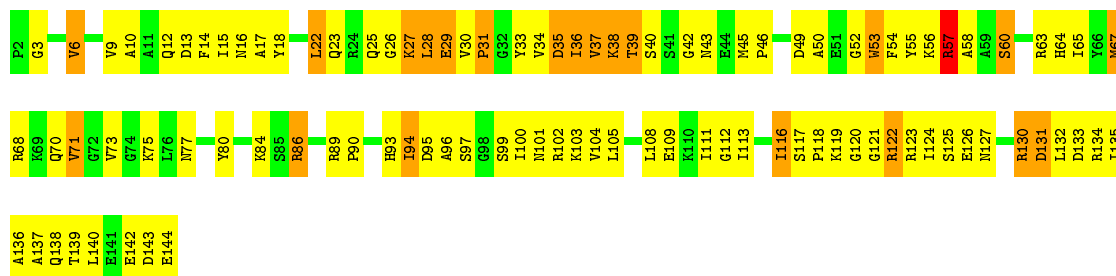 P2 G3 V6 V9 A10 A11 Q12 D13 F14 I15 N16 A17 Y18 L22 Q23 R24 Q25 G26 K27 L28 E29 V30 P31 G32 Y33 V34 D35 I36 V37 K38 T39 S40 S41 G42 N43 E44 M45 P46 D49 A50 E51 G52 W53 F54 Y55 K56 R57 A58 A59 S60 R63 H64 I65 Y66 M67
R68 K69 Q70 V71 G72 V73 G74 K75 L76 N77 Y80 K84 S85 R86 R89 P90 H93 I94 D95 A96 S97 G98 S99 I100 N101 R102 K103 V104 L105 L108 E109 K110 I111 G112 I113 I116 S117 P118 K119 G120 G121 R122 R123 I124 S125 E126 N127 R130 D131 L132 D133 R134 I135
A136 A137 Q138 T139 L140 E141 E142 D143 E144